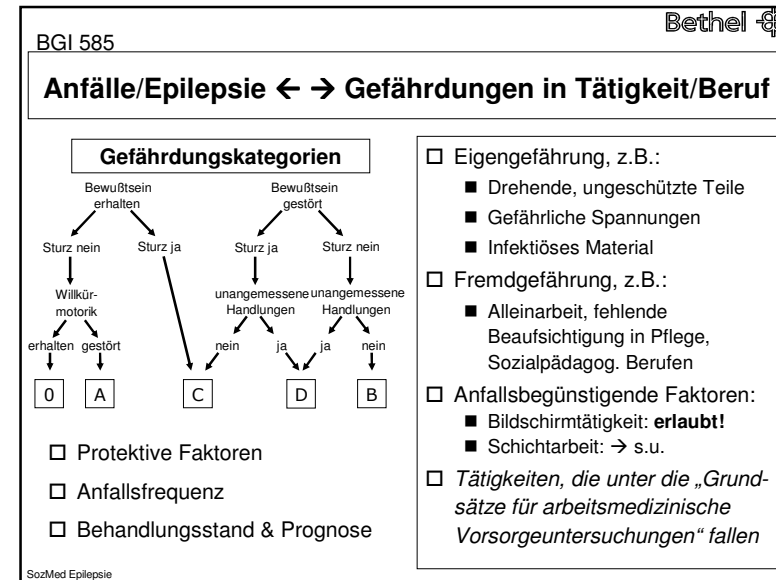 Bethel
BGI 585
Anfälle/Epilepsie ← → Gefährdungen in Tätigkeit/Beruf
Gefährdungskategorien
Bewußtsein
erhalten
Bewußtsein
gestört
Sturz nein
Sturz ja
Sturz ja
Sturz nein
Willkür-
motorik
unangemessene
Handlungen
unangemessene
Handlungen
erhalten
gestört
nein
ja
ja
nein
0
A
C
D
B
□ Protektive Faktoren
□ Anfallsfrequenz
□ Behandlungsstand & Prognose
□ Eigengefährung, z.B.:
■ Drehende, ungeschützte Teile
■ Gefährliche Spannungen
■ Infektiöses Material
□ Fremdgefährung, z.B.:
■ Alleinarbeit, fehlende
Beaufsichtigung in Pflege,
Sozialpädagog. Berufen
□ Anfallsbegünstigende Faktoren:
■ Bildschirmtätigkeit: erlaubt!
■ Schichtarbeit: → s.u.
□ Tätigkeiten, die unter die „Grund-
sätze für arbeitsmedizinische
Vorsorgeuntersuchungen“ fallen
SozMed Epilepsie